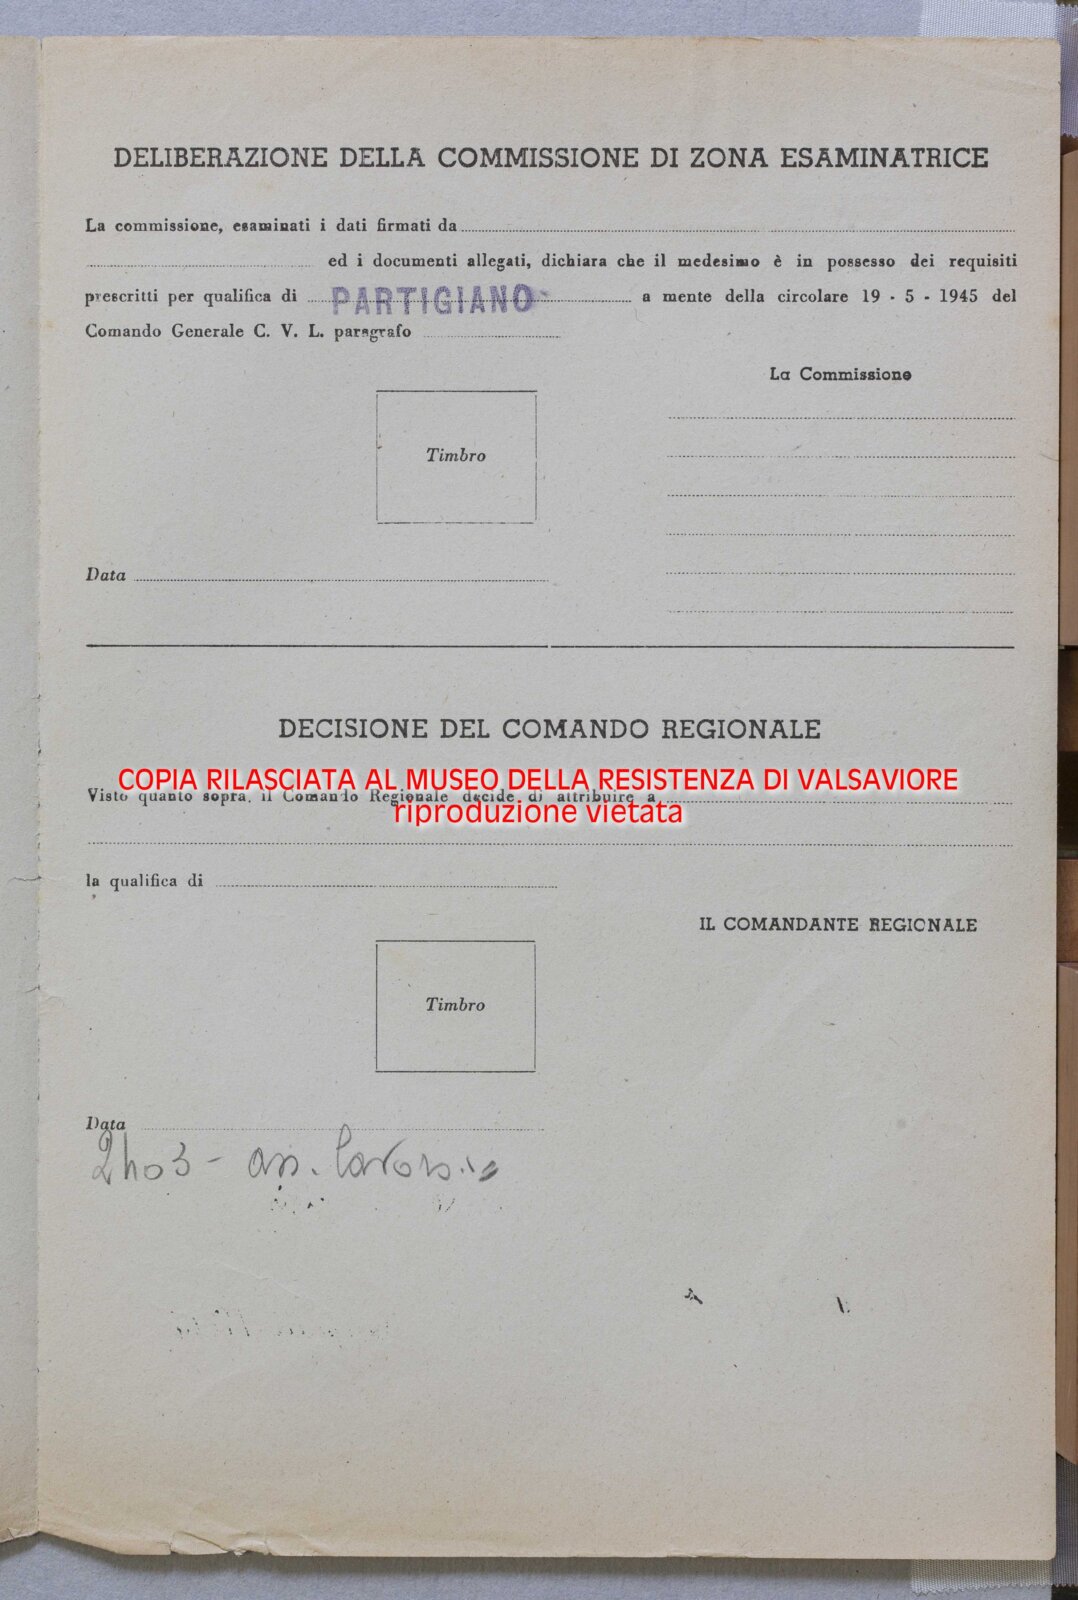 DELIBERAZIONE DELLA COMMISSIONE DI ZONA ESAMINATRICE
La commissione, esaminati i dati firmati da
ed i documenti allegati, dichiara che il medesimo è in possesso dei requisiti
prescritti per qualifica di PARTIGIANO a mente della circolare 19 - 5 - 1945 del
Comando Generale C. V. L. paragrafo
La Commissione
Timbro
Data
DECISIONE DEL COMANDO REGIONALE
COPIA RILASCIATA AL MUSEO DELLA RESISTENZA DI VALSAVIORE
Visto quanto sopra, il Comando Regionale decide di attribuire a
riproduzione vietata
la qualifica di
IL COMANDANTE REGIONALE
Timbro
Data